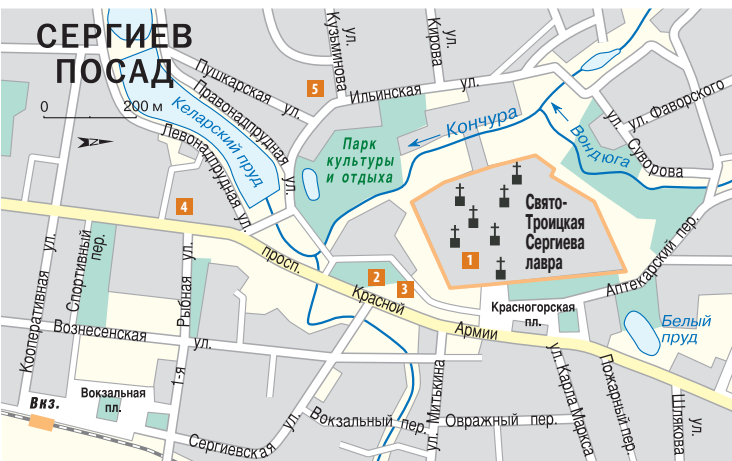 СЕРГИЕВ
ПОСАД
0 200 м
N
Пушкарская ул.
Правонадпрудная ул.
Келарский пруд
Левонадпрудная ул.
Кузьминова ул.
Кирова ул.
5
Ильинская ул.
Кончура
Вондюга
ул. Фаворского
ул. Суворова
Парк
культуры
и отдыха
4
Свято-
Троицкая
Сергиева
лавра
1
2
3
просп. Красной Армии
Аптекарский пер.
Красногорская
пл.
Белый
пруд
Кооперативная ул.
Спортивный пер.
1-я Рыбная ул.
Вознесенская ул.
Вокзальная
пл.
Вкз.
Сергиевская ул.
Вокзальный пер.
ул. Митькина
Овражный пер.
ул. Карла Маркса
Пожарный пер.
Шлякова ул.